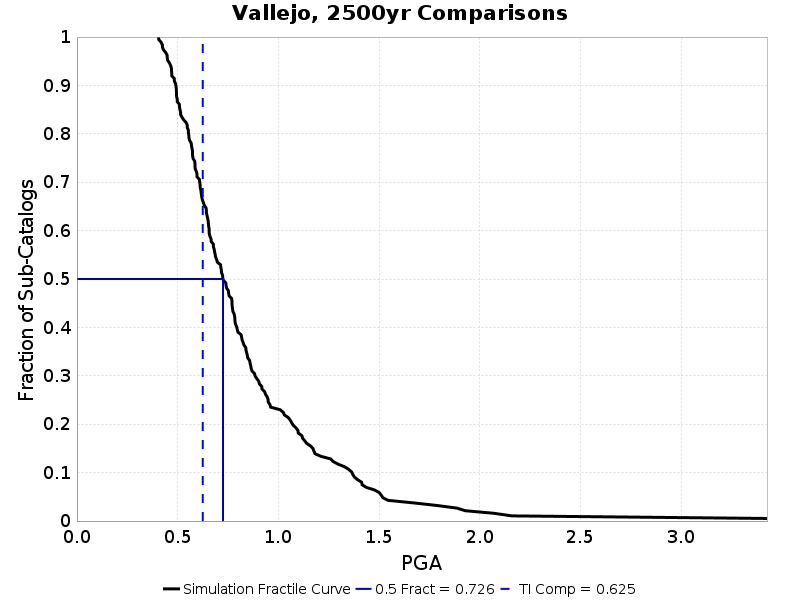 Vallejo, 2500yr Comparisons
1
0.9
0.8
0.7
0.6
0.5
0.4
0.3
0.2
0.1
0
Fraction of Sub-Catalogs
0.0 0.5 1.0 1.5 2.0 2.5 3.0
PGA
Simulation Fractile Curve 0.5 Fract = 0.726 TI Comp = 0.625